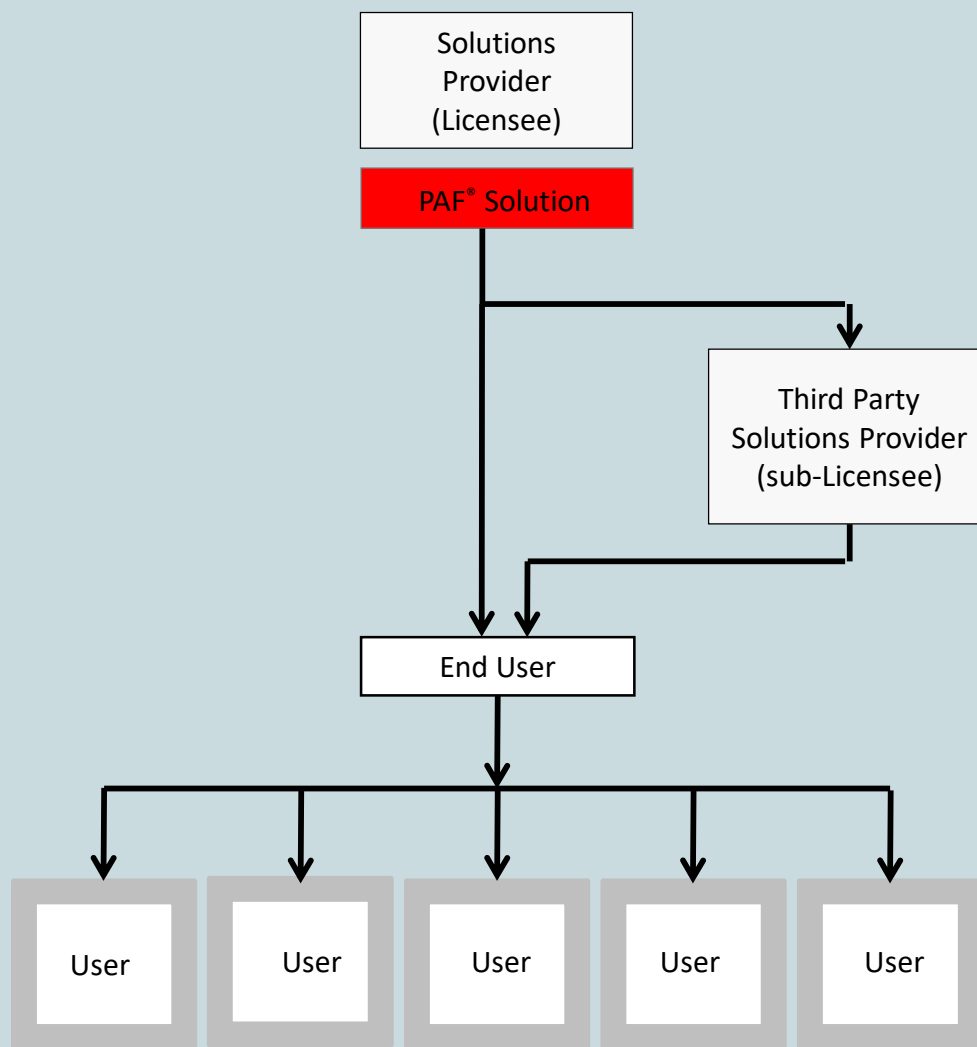 Solutions
Provider
(Licensee)
PAF® Solution
Third Party
Solutions Provider
(sub-Licensee)
End User
User
User
User
User
User